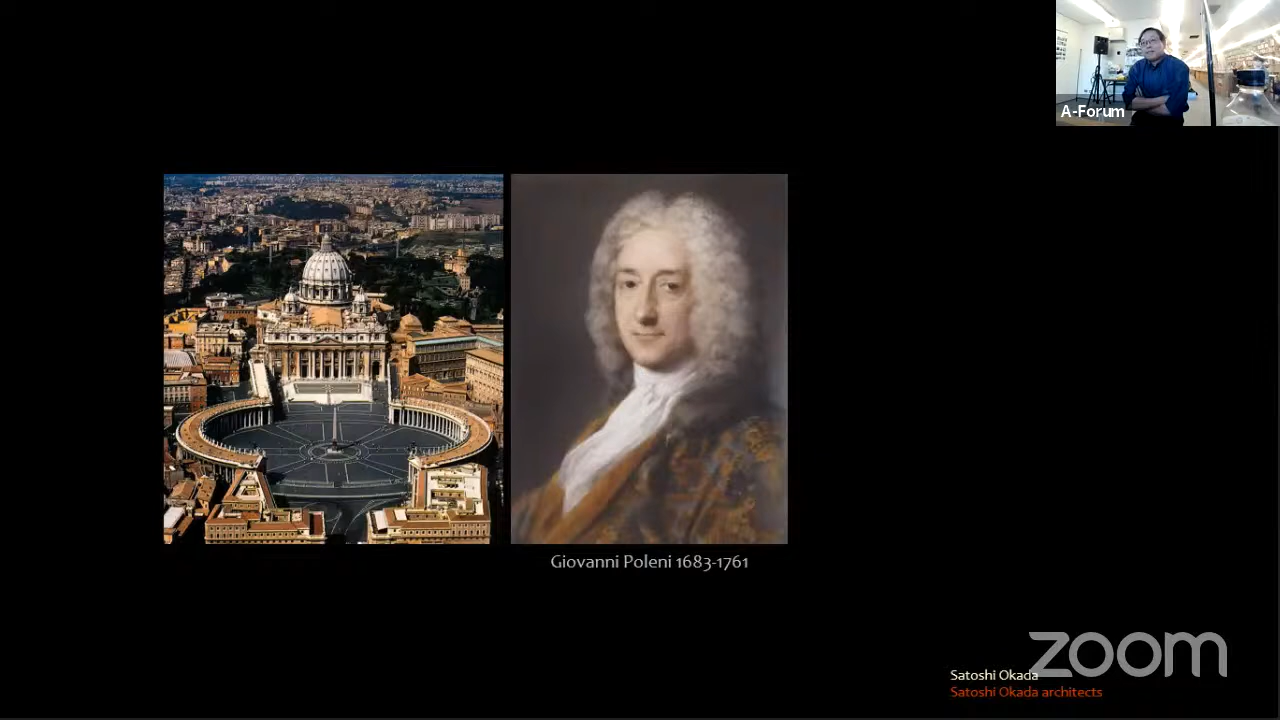 A-Forum
Giovanni Poleni 1683-1761
zoom
Satoshi Okada
Satoshi Okada architects